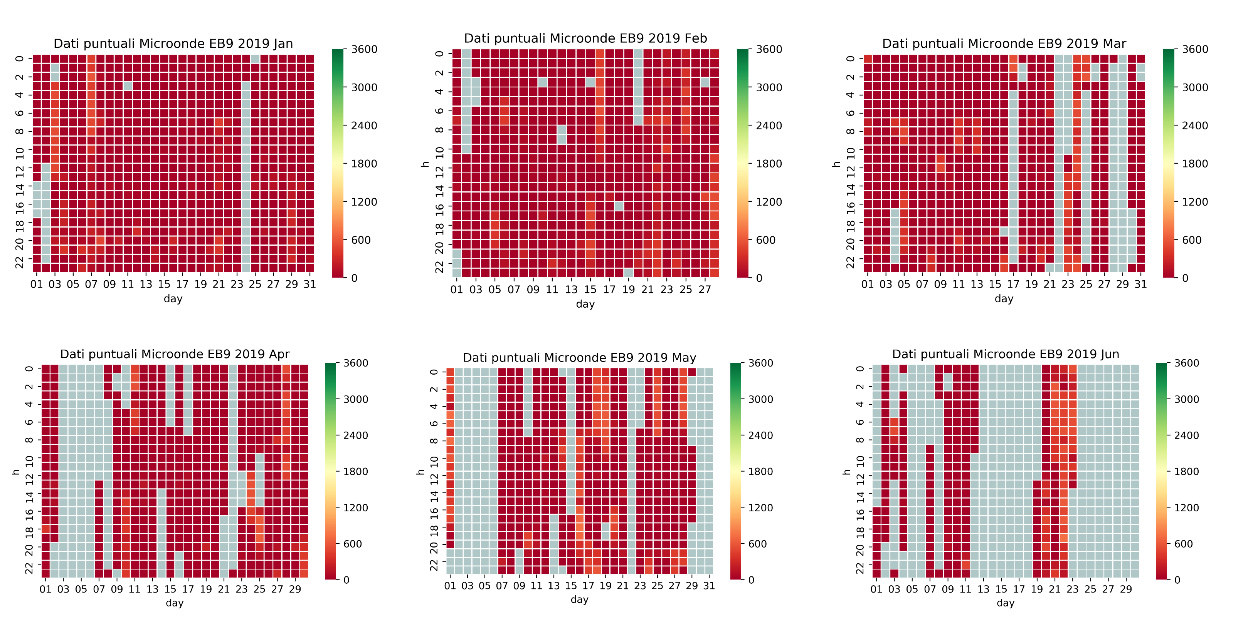 Dati puntuali Microonde EB9 2019 Jan
0 2 4 6 8 10 12 14 16 18 20 22
01 03 05 07 09 11 13 15 17 19 21 23 25 27 29 31
day
3600
3000
2400
1800
1200
600
0
Dati puntuali Microonde EB9 2019 Feb
h
0 2 4 6 8 10 12 14 16 18 20 22
01 03 05 07 09 11 13 15 17 19 21 23 25 27
day
3600
3000
2400
1800
1200
600
0
Dati puntuali Microonde EB9 2019 Mar
h
0 2 4 6 8 10 12 14 16 18 20 22
01 03 05 07 09 11 13 15 17 19 21 23 25 27 29 31
day
3600
3000
2400
1800
1200
600
0
Dati puntuali Microonde EB9 2019 Apr
h
0 2 4 6 8 10 12 14 16 18 20 22
01 03 05 07 09 11 13 15 17 19 21 23 25 27 29
day
3600
3000
2400
1800
1200
600
0
Dati puntuali Microonde EB9 2019 May
h
0 2 4 6 8 10 12 14 16 18 20 22
01 03 05 07 09 11 13 15 17 19 21 23 25 27 29 31
day
3600
3000
2400
1800
1200
600
0
Dati puntuali Microonde EB9 2019 Jun
h
0 2 4 6 8 10 12 14 16 18 20 22
01 03 05 07 09 11 13 15 17 19 21 23 25 27 29
day
3600
3000
2400
1800
1200
600
0